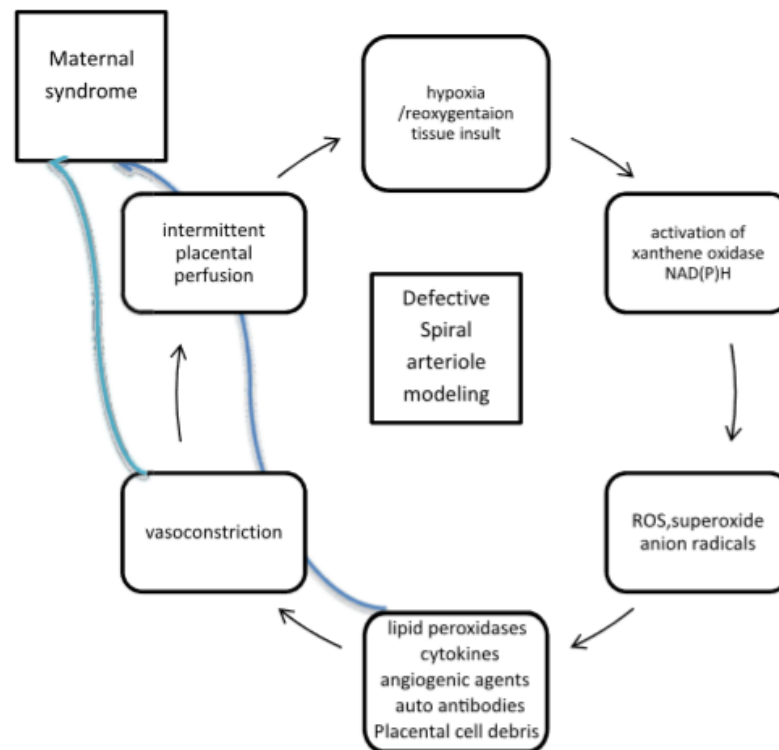 Maternal
syndrome
hypoxia
/reoxygentaion
tissue insult
intermittent
placental
perfusion
activation of
xanthene oxidase
NAD(P)H
Defective
Spiral
arteriole
modeling
vasoconstriction
ROS,superoxide
anion radicals
lipid peroxidases
cytokines
angiogenic agents
auto antibodies
Placental cell debris